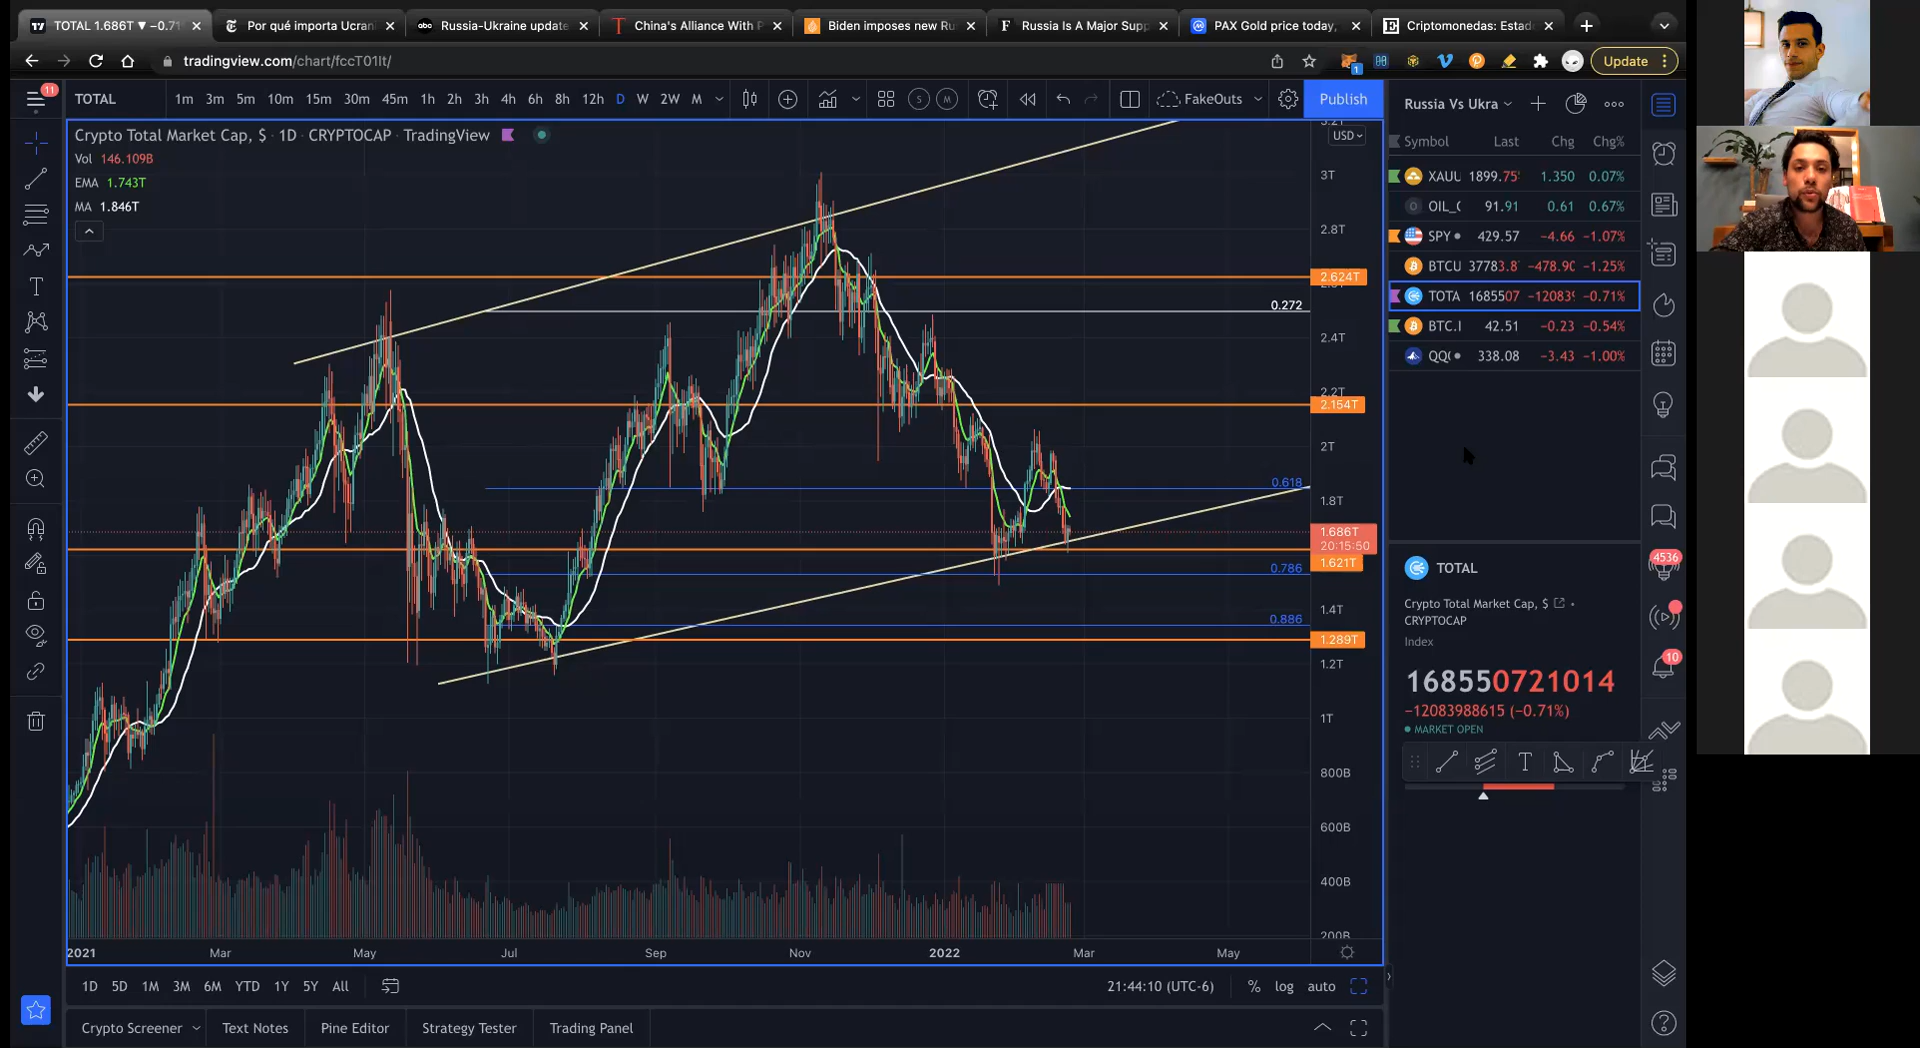 TOTAL 1.686T ▼ −0.71
Por qué importa Ucran
Russia-Ukraine update
China's Alliance With P
Biden imposes new Ru
Russia Is A Major Supp
PAX Gold price today,
Criptomonedas: Estad
tradingview.com/chart/fccT01lt/
Update
11
TOTAL
1m 3m 5m 10m 15m 30m 45m 1h 2h 3h 4h 6h 8h 12h D W 2W M
FakeOuts
Publish
Russia Vs Ukra
Crypto Total Market Cap, $ · 1D · CRYPTOCAP · TradingView
USD
Vol 146.109B
EMA 1.743T
MA 1.846T
3T
2.8T
2.624T
0.272
2.4T
2.2T
2.154T
2T
0.618
1.8T
1.686T
20:15:50
1.621T
0.786
1.4T
0.886
1.289T
1.2T
1T
800B
600B
400B
200B
2021 Mar May Jul Sep Nov 2022 Mar May
1D 5D 1M 3M 6M YTD 1Y 5Y All
21:44:10 (UTC-6)
% log auto
Crypto Screener Text Notes Pine Editor Strategy Tester Trading Panel
Symbol Last Chg Chg%
XAUU 1899.75 1.350 0.07%
OIL_C 91.91 0.61 0.67%
SPY 429.57 −4.66 −1.07%
BTCU 37783.8 −478.90 −1.25%
TOTA 1685507 −12083 −0.71%
BTC.I 42.51 −0.23 −0.54%
QQ 338.08 −3.43 −1.00%
TOTAL
Crypto Total Market Cap, $
CRYPTOCAP
Index
1685500721014
−12083988615 (−0.71%)
MARKET OPEN
4536
10